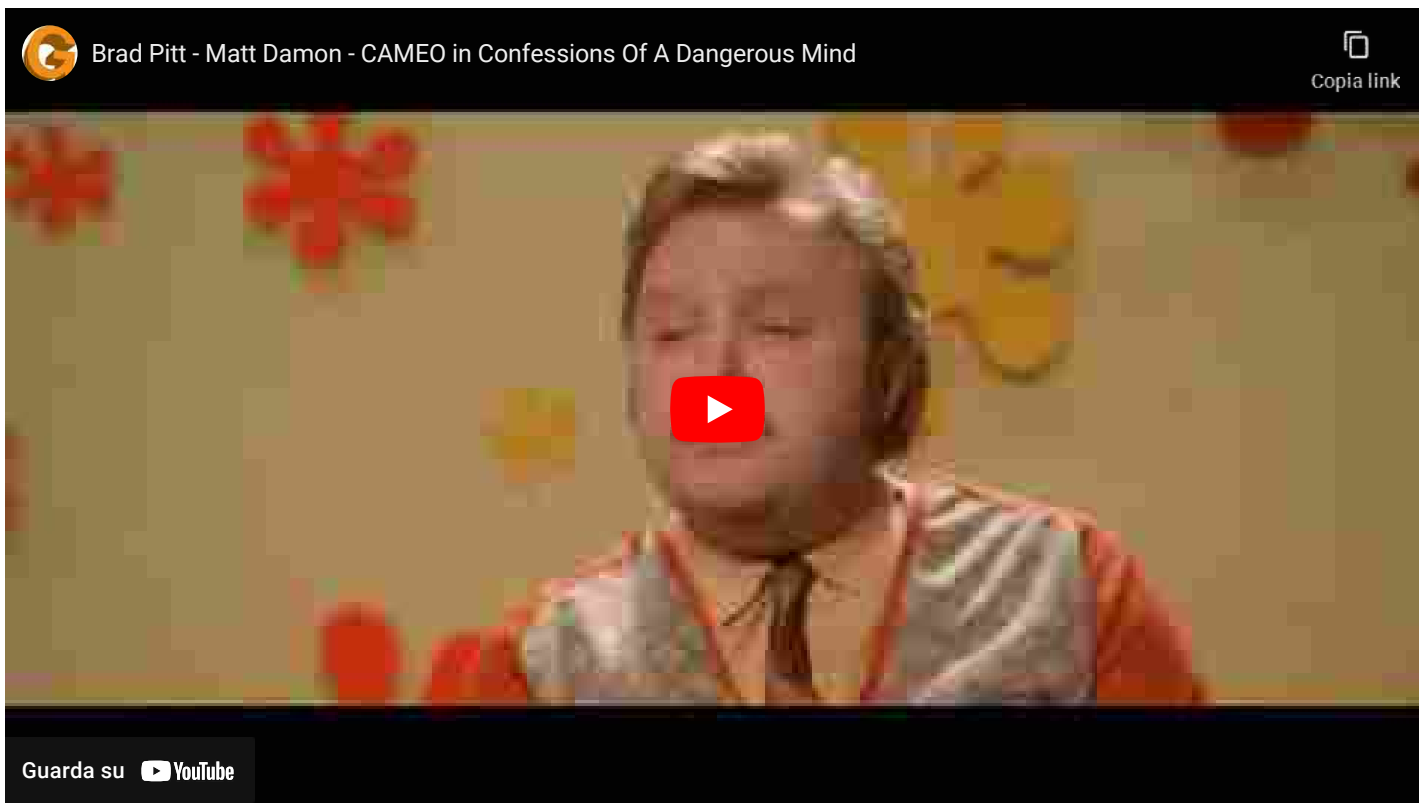 Brad Pitt - Matt Damon - CAMEO in Confessions Of A Dangerous Mind
Copia link
Guarda su YouTube